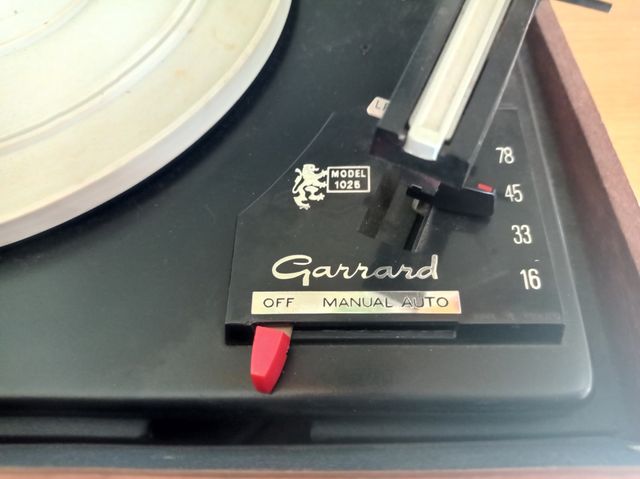 MODEL
1025
78
45
33
16
Garrard
OFF MANUAL AUTO